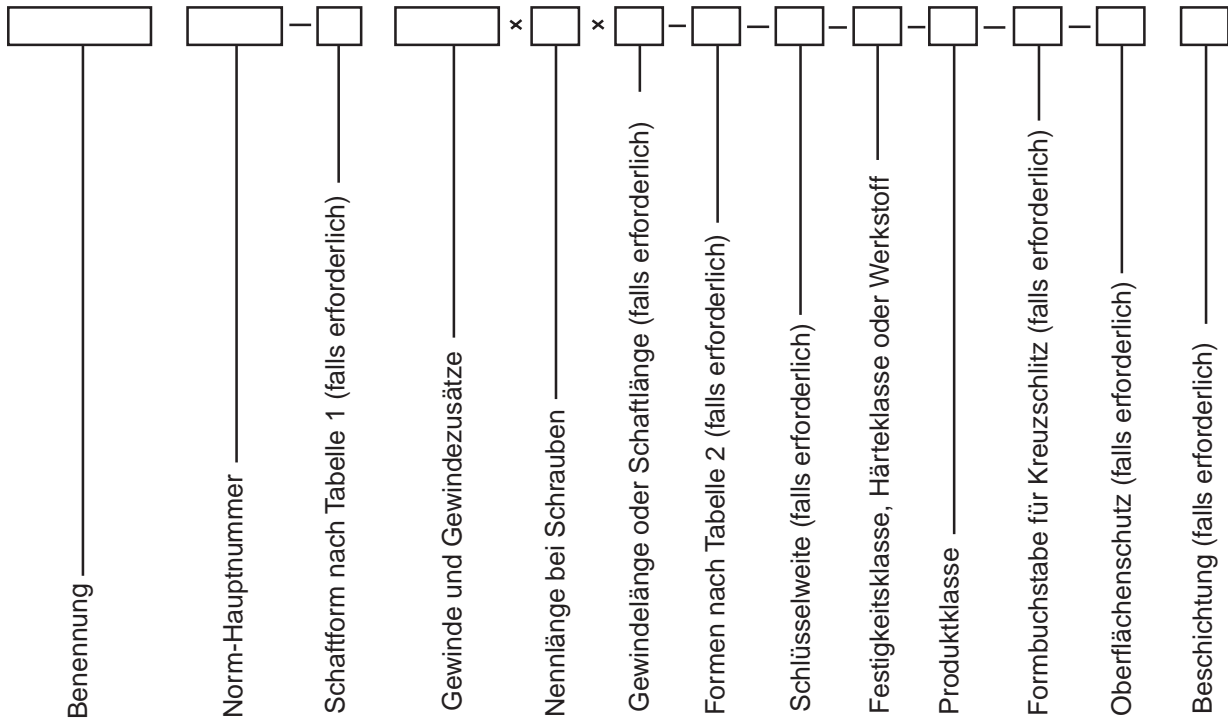 Benennung
Norm-Hauptnummer
Schaftform nach Tabelle 1 (falls erforderlich)
Gewinde und Gewindezusätze
Nennlänge bei Schrauben
Gewindelänge oder Schaftlänge (falls erforderlich)
Formen nach Tabelle 2 (falls erforderlich)
Schlüsselweite (falls erforderlich)
Festigkeitsklasse, Härteklasse oder Werkstoff
Produktklasse
Formbuchstabe für Kreuzschlitz (falls erforderlich)
Oberflächenschutz (falls erforderlich)
Beschichtung (falls erforderlich)